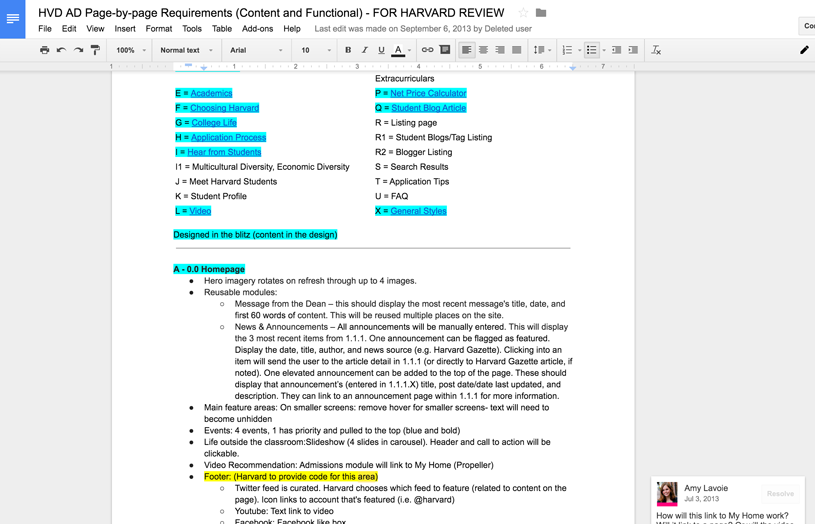 HVD AD Page-by-page Requirements (Content and Functional) - FOR HARVARD REVIEW
File Edit View Insert Format Tools Table Add-ons Help Last edit was made on September 6, 2013 by Deleted user
100% Normal text Arial 10 B I U A
1 1 2 3 4 5 6 7
Extracurriculars
E = Academics P = Net Price Calculator
F = Choosing Harvard Q = Student Blog Article
G = College Life R = Listing page
H = Application Process R1 = Student Blogs/Tag Listing
I = Hear from Students R2 = Blogger Listing
I1 = Multicultural Diversity, Economic Diversity S = Search Results
J = Meet Harvard Students T = Application Tips
K = Student Profile U = FAQ
L = Video X = General Styles
Designed in the blitz (content in the design)
A - 0.0 Homepage
● Hero imagery rotates on refresh through up to 4 images.
● Reusable modules:
○ Message from the Dean – this should display the most recent message's title, date, and
first 60 words of content. This will be reused multiple places on the site.
○ News & Announcements – All announcements will be manually entered. This will display
the 3 most recent items from 1.1.1. One announcement can be flagged as featured.
Display the date, title, author, and news source (e.g. Harvard Gazette). Clicking into an
item will send the user to the article detail in 1.1.1 (or directly to Harvard Gazette article, if
noted). One elevated announcement can be added to the top of the page. These should
display that announcement's (entered in 1.1.1.X) title, post date/date last updated, and
description. They can link to an announcement page within 1.1.1 for more information.
● Main feature areas: On smaller screens: remove hover for smaller screens- text will need to
become unhidden
● Events: 4 events, 1 has priority and pulled to the top (blue and bold)
● Life outside the classroom:Slideshow (4 slides in carousel). Header and call to action will be
clickable.
● Video Recommendation: Admissions module will link to My Home (Propeller)
● Footer: (Harvard to provide code for this area)
○ Twitter feed is curated. Harvard chooses which feed to feature (related to content on the
page). Icon links to account that's featured (i.e. @harvard)
○ Youtube: Text link to video
○ Facebook: Facebook like box
Amy Lavoie
Jul 3, 2013
Resolve
How will this link to My Home work?